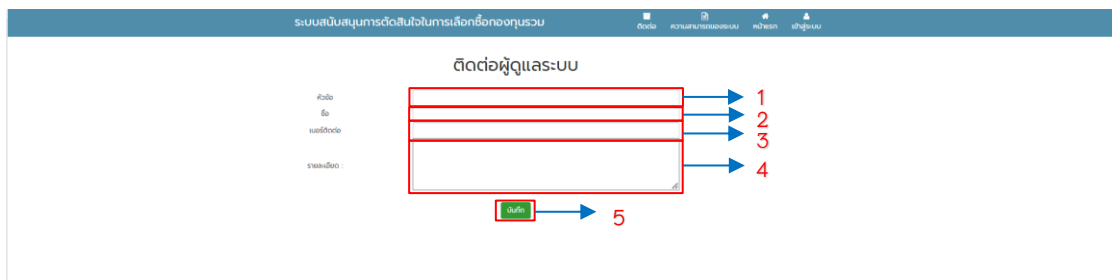 ระบบสนับสนุนการตัดสินใจในการเลือกซื้อกองทุนรวม
ติดต่อ ความสามารถของระบบ หน้าแรก เข้าสู่ระบบ
ติดต่อผู้ดูแลระบบ
หัวข้อ 1
ชื่อ 2
เบอร์ติดต่อ 3
รายละเอียด : 4
บันทึก 5